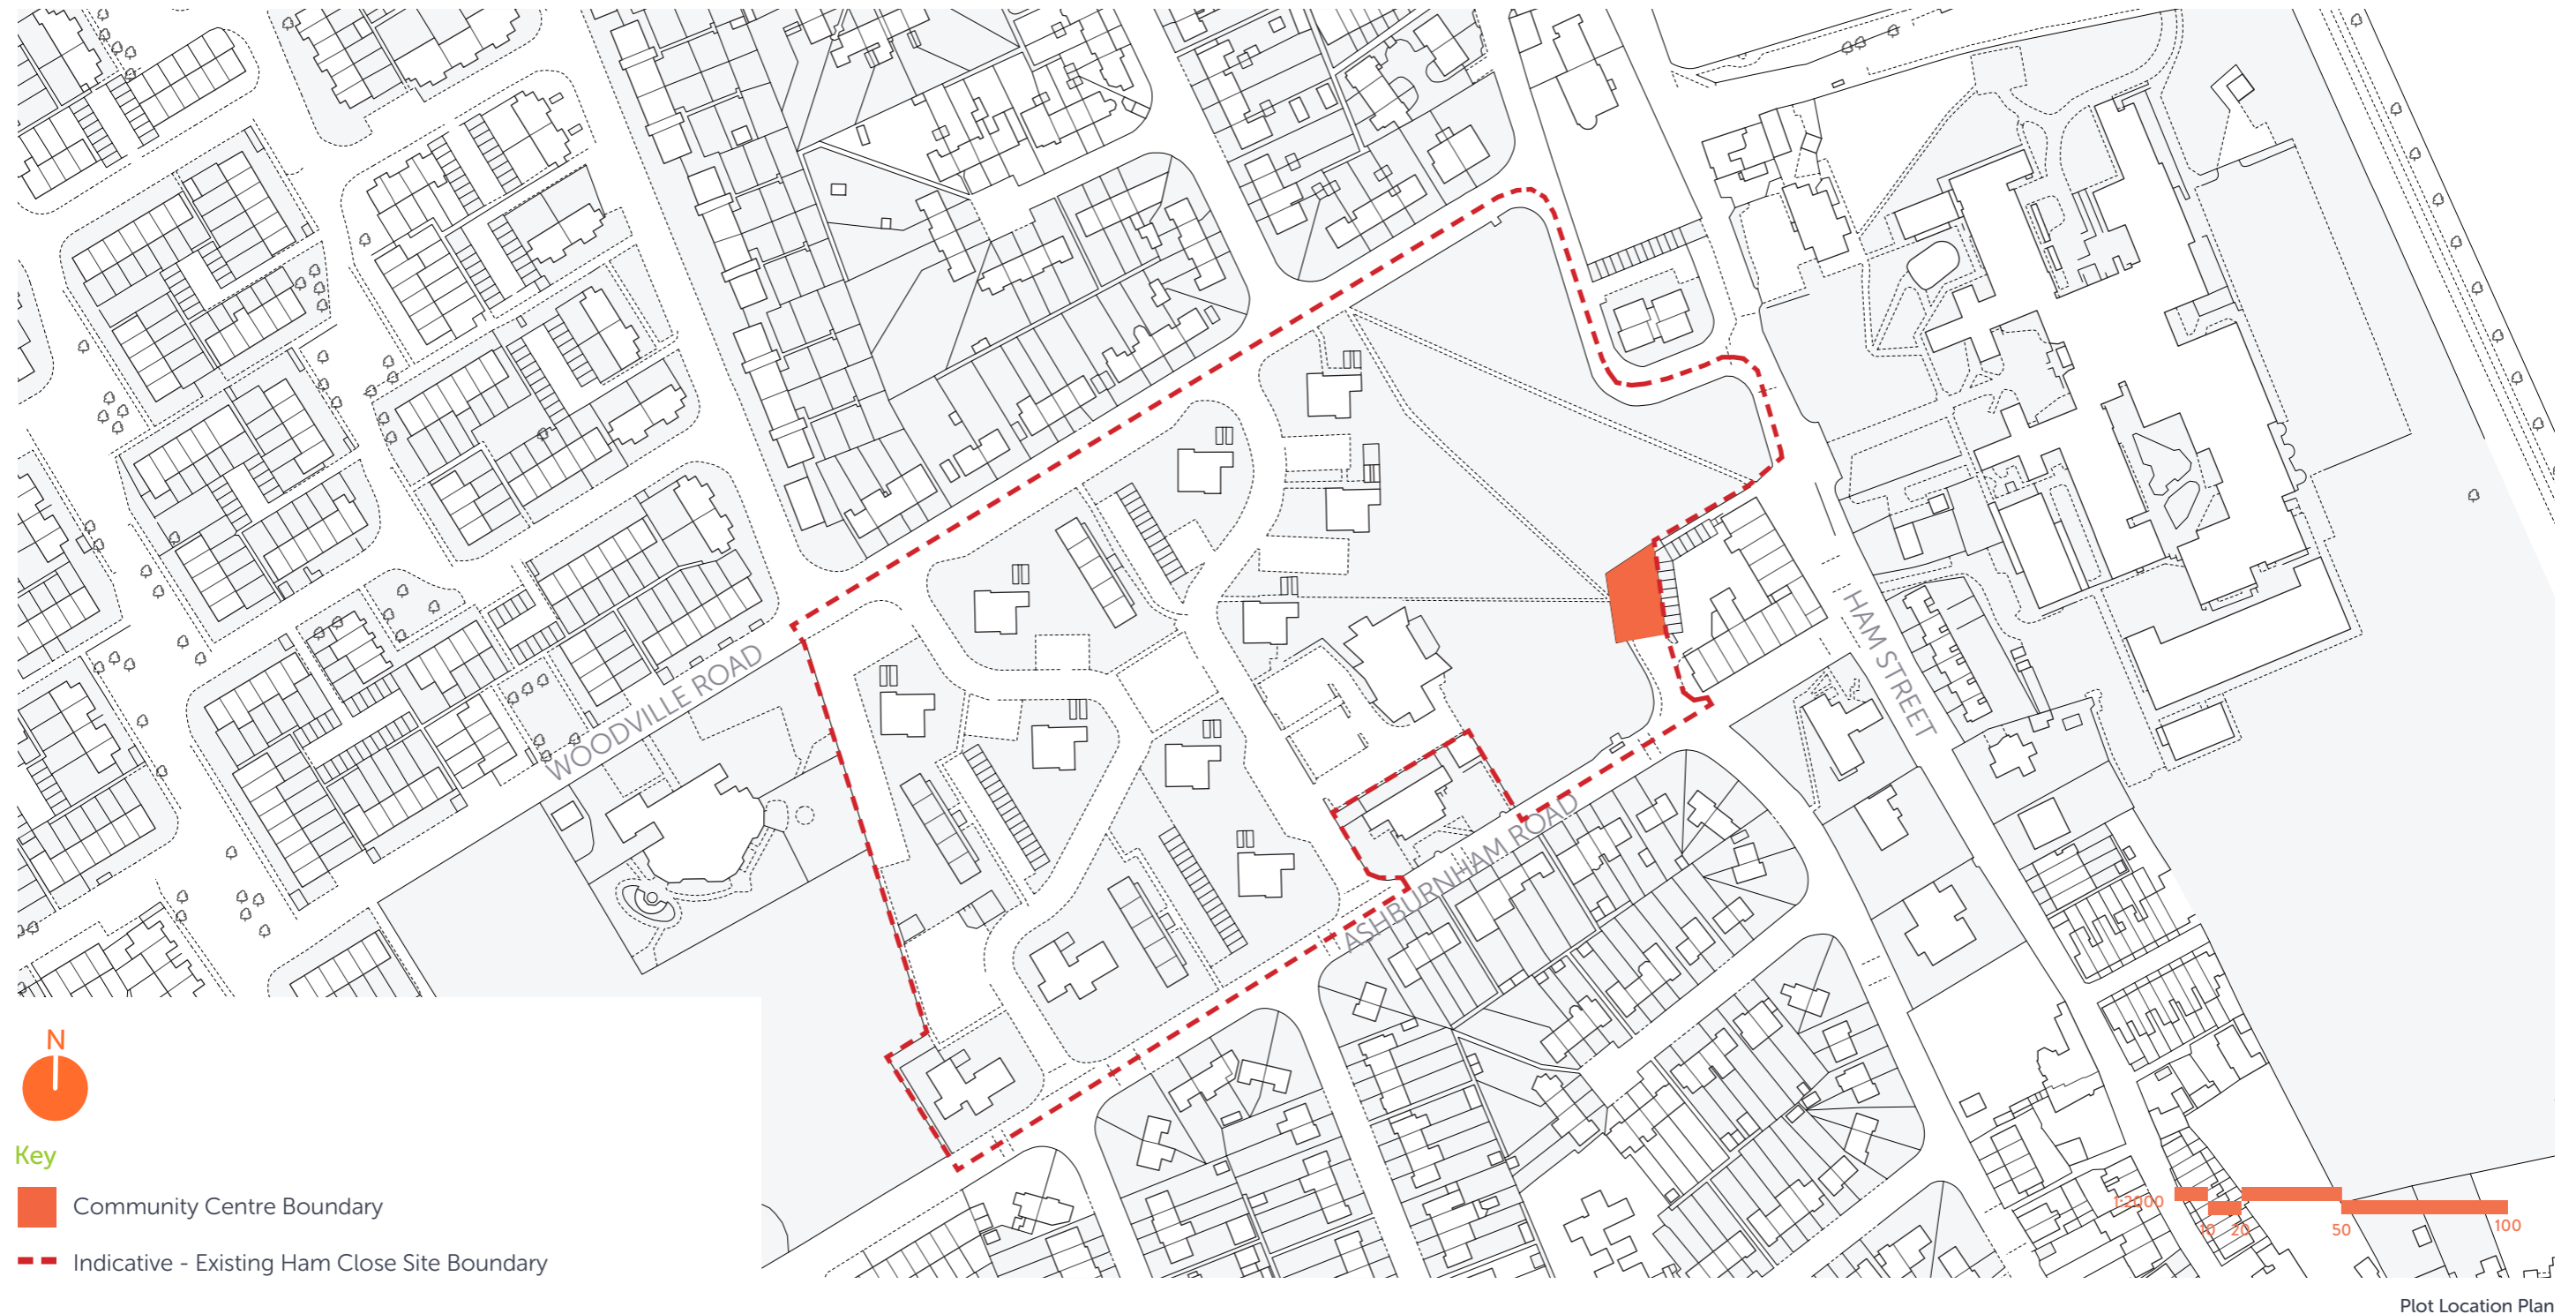 WOODVILLE ROAD
HAM STREET
ASHBURNHAM ROAD
N
Key
Community Centre Boundary
Indicative - Existing Ham Close Site Boundary
1:2000
10 20 50 100
Plot Location Plan